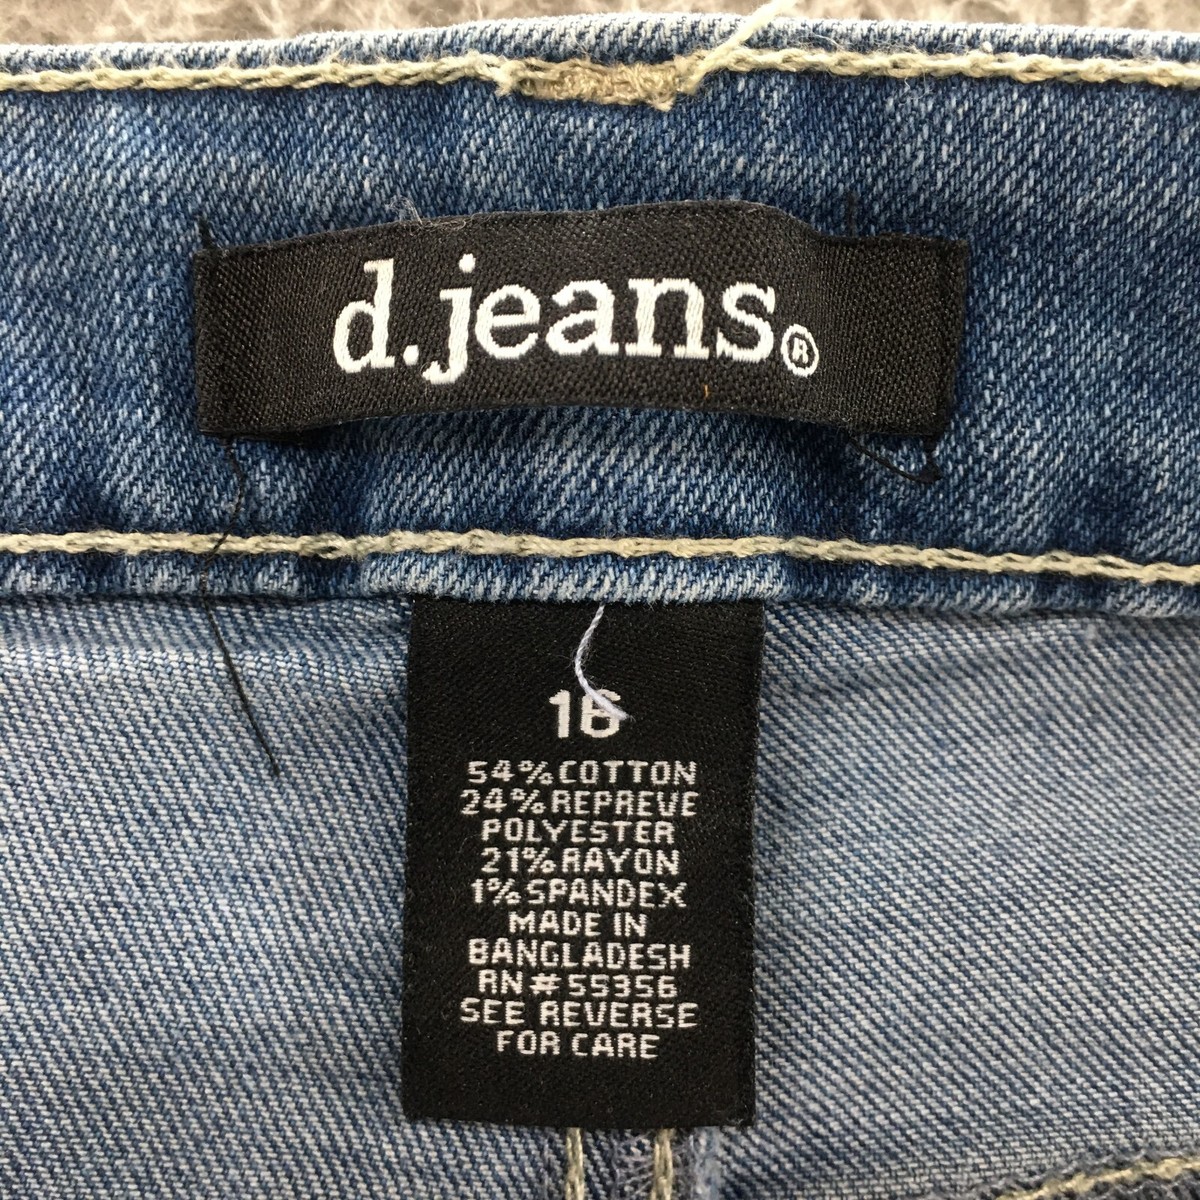 d.jeans®
16
54% COTTON
24% REPREVE
POLYESTER
21% RAYON
1% SPANDEX
MADE IN
BANGLADESH
RN # 55356
SEE REVERSE
FOR CARE